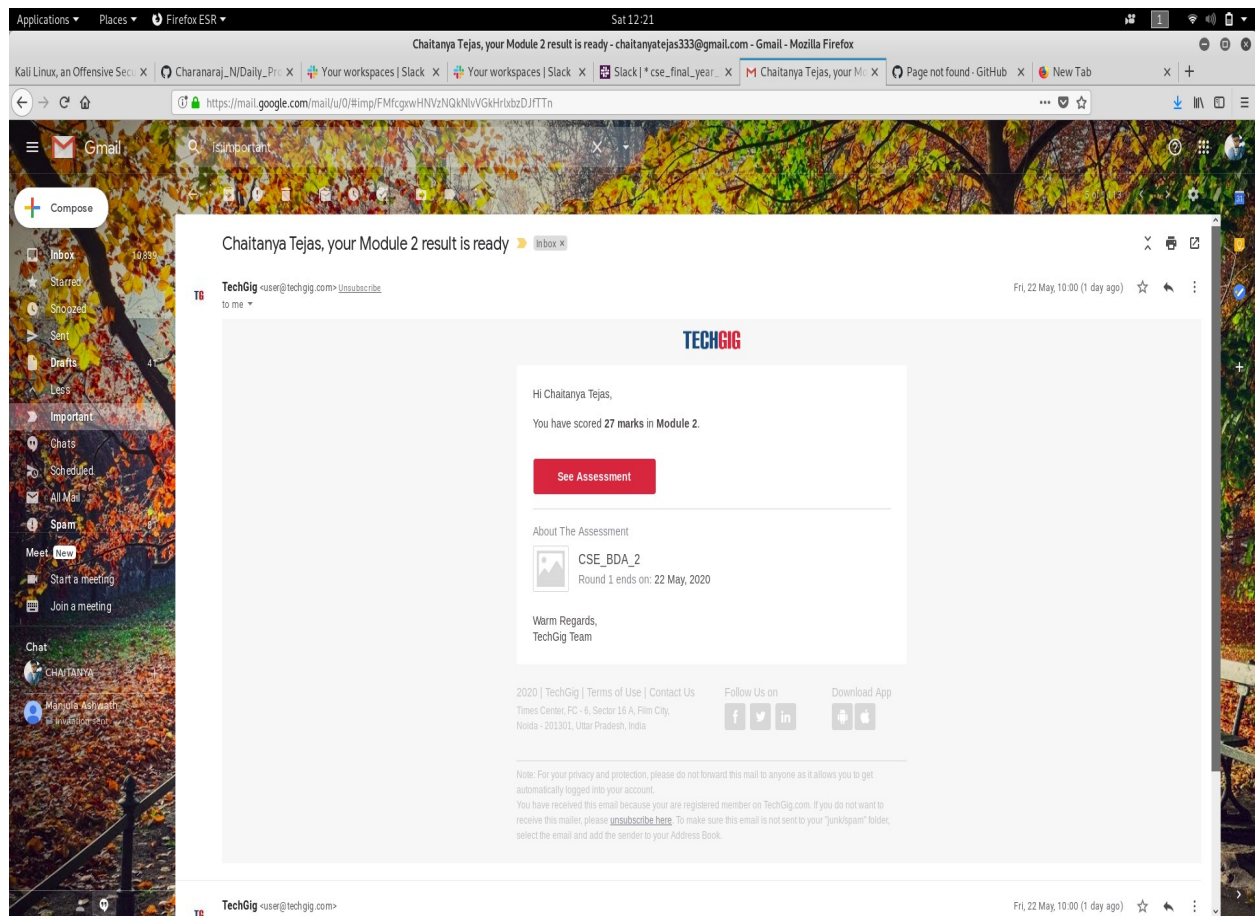 Applications Places Firefox ESR Sat 12:21 1
Chaitanya Tejas, your Module 2 result is ready - chaitanyatejas333@gmail.com - Gmail - Mozilla Firefox
Kali Linux, an Offensive Secu Charanaraj_N/Daily_Pro Your workspaces | Slack Your workspaces | Slack Slack | * cse_final_year_ Chaitanya Tejas, your Mo Page not found · GitHub New Tab
https://mail.google.com/mail/u/0/#imp/FMfcgxwHNVzNQkNlvVGkHrlxbzDJfTTn
Gmail
is:important
Compose
Inbox 10,839
Starred
Snoozed
Sent
Drafts 41
Less
Important
Chats
Scheduled
All Mail
Spam
Meet New
Start a meeting
Join a meeting
Chat
CHAITANYA
Manjula Ashwath
Invitation sent
Chaitanya Tejas, your Module 2 result is ready Inbox x
TG TechGig <user@techgig.com> Unsubscribe Fri, 22 May, 10:00 (1 day ago)
to me
TECHGIG
Hi Chaitanya Tejas,
You have scored 27 marks in Module 2.
See Assessment
About The Assessment
CSE_BDA_2
Round 1 ends on: 22 May, 2020
Warm Regards,
TechGig Team
2020 | TechGig | Terms of Use | Contact Us
Times Center, FC - 6, Sector 16 A, Film City,
Noida - 201301, Uttar Pradesh, India
Follow Us on
Download App
Note: For your privacy and protection, please do not forward this mail to anyone as it allows you to get
automatically logged into your account.
You have received this email because your are registered member on TechGig.com. If you do not want to
receive this mailer, please unsubscribe here. To make sure this email is not sent to your "junk/spam" folder,
select the email and add the sender to your Address Book.
TG TechGig <user@techgig.com> Fri, 22 May, 10:00 (1 day ago)